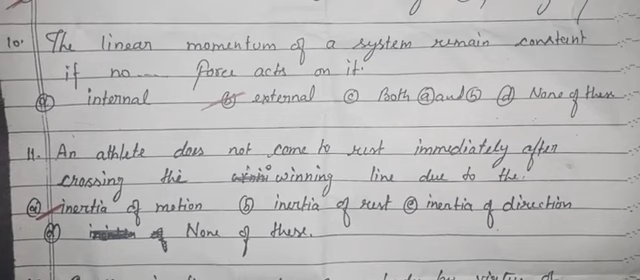 10. The linear momentum of a system remain constant
if no .... force acts on it.
(a) internal (b) external (c) Both (a) and (b) (d) None of these
11. An athlete does not come to rest immediately after
crossing the winning line due to the.
(a) inertia of motion (b) inertia of rest (c) inertia of direction
(d) None of these.